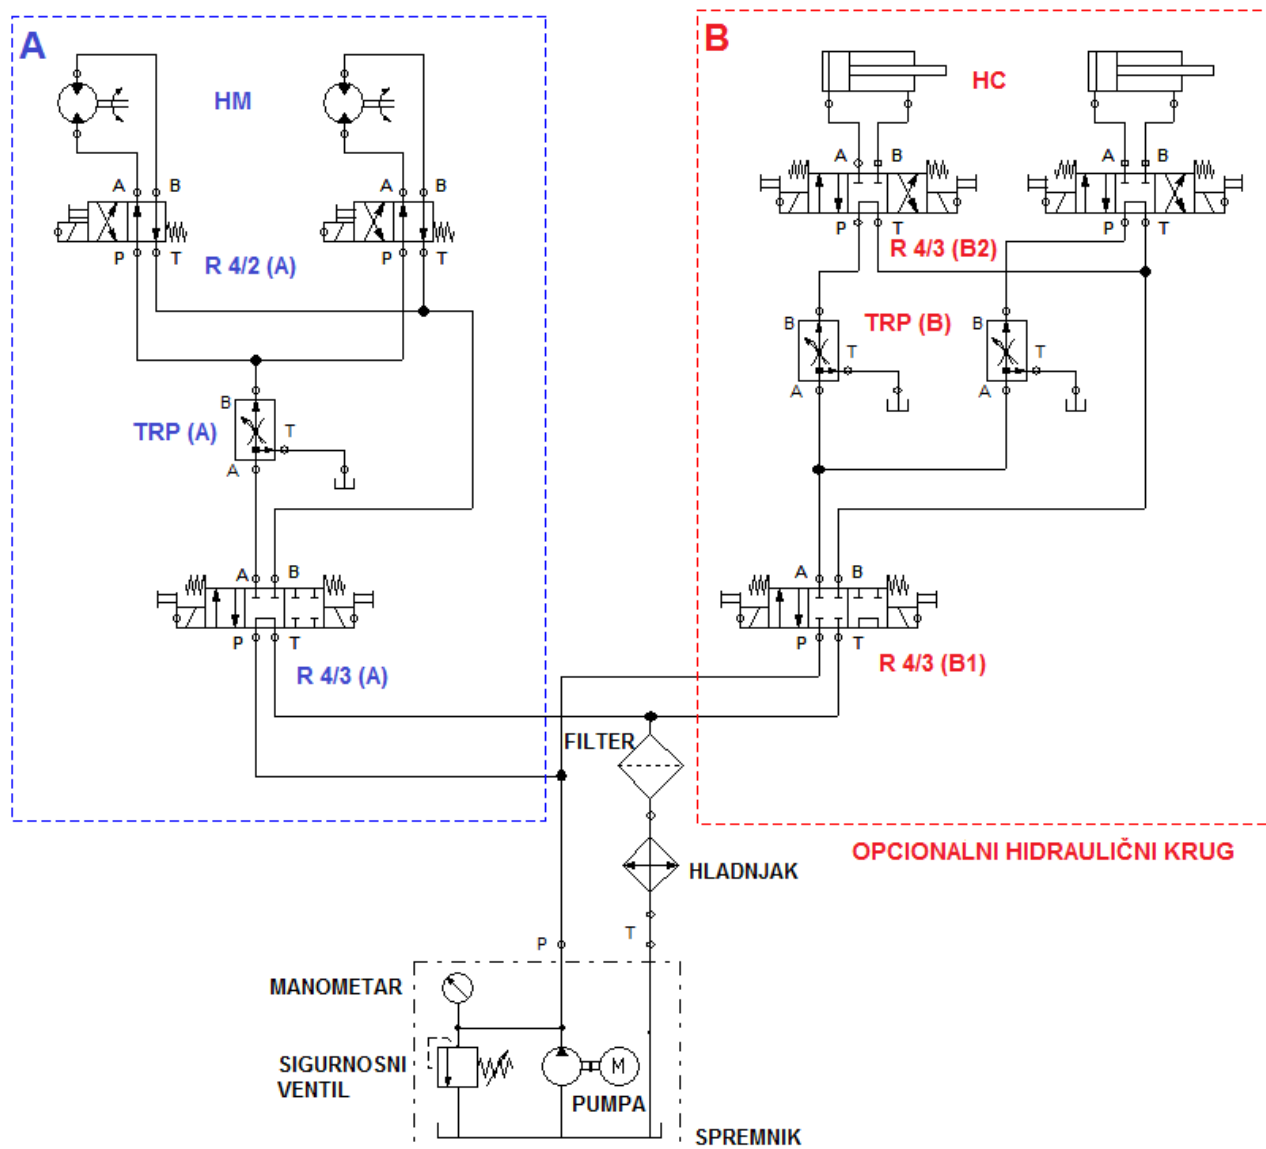 A
B
HM
HC
A B
A B
A B
A B
P T
P T
P T
P T
R 4/2 (A)
R 4/3 (B2)
B
T
A
TRP (A)
B
T
A
TRP (B)
B
T
A
A B
P T
R 4/3 (A)
A B
P T
R 4/3 (B1)
FILTER
OPCIONALNI HIDRAULIČNI KRUG
HLADNJAK
P
T
MANOMETAR
SIGURNOSNI
VENTIL
M
PUMPA
SPREMNIK